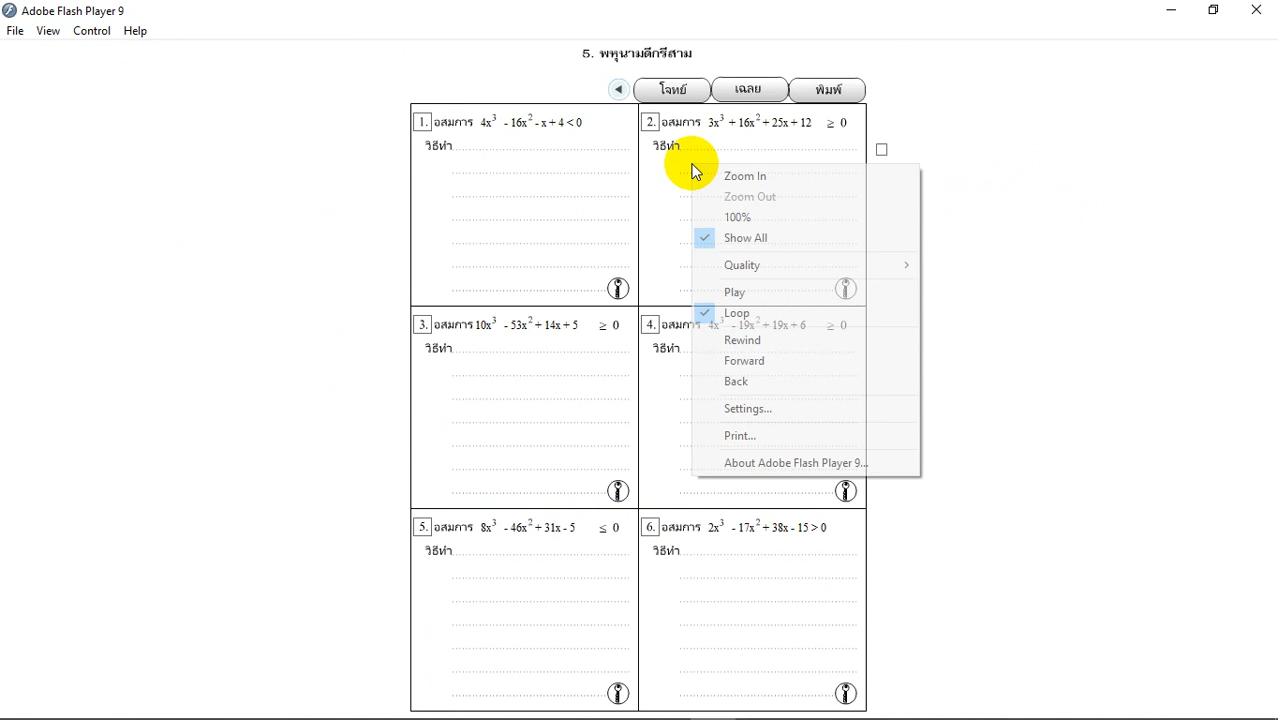 Adobe Flash Player 9
File View Control Help
5. พหุนามดีกรีสาม
โจทย์ เฉลย พิมพ์
1. อสมการ 4x³ - 16x² - x + 4 < 0
วิธีทำ
2. อสมการ 3x³ + 16x² + 25x + 12 ≥ 0
วิธีทำ
Zoom In
Zoom Out
100%
Show All
Quality
Play
Loop
Rewind
Forward
Back
Settings...
Print...
About Adobe Flash Player 9...
3. อสมการ 10x³ - 53x² + 14x + 5 ≥ 0
วิธีทำ
4. อสมการ 4x³ - 19x² + 19x + 6 ≥ 0
วิธีทำ
5. อสมการ 8x³ - 46x² + 31x - 5 ≤ 0
วิธีทำ
6. อสมการ 2x³ - 17x² + 38x - 15 > 0
วิธีทำ